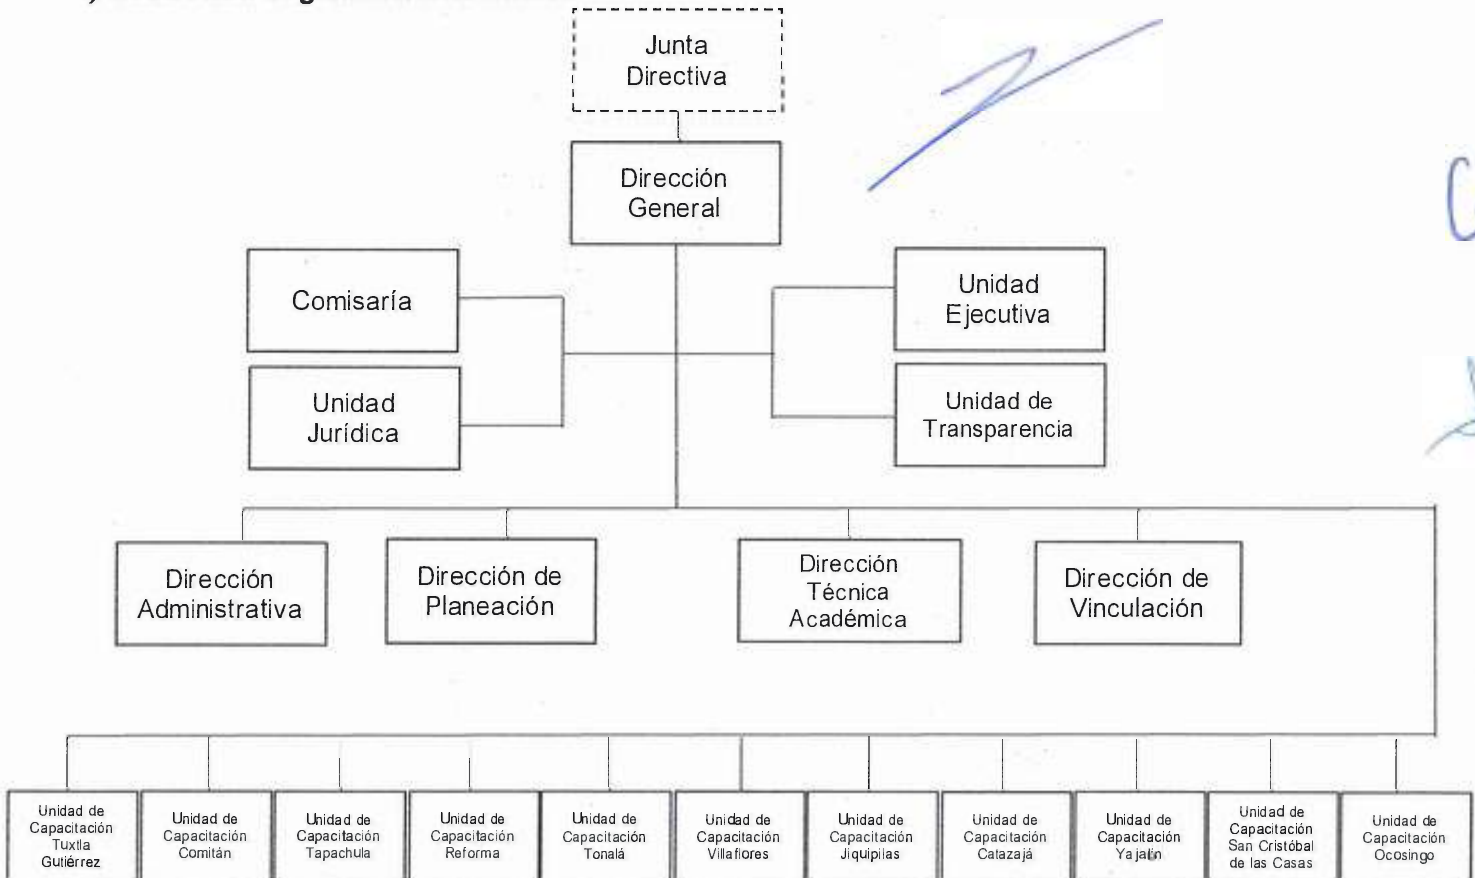 Junta
Directiva
Dirección
General
Comisaría
Unidad
Ejecutiva
Unidad
Jurídica
Unidad de
Transparencia
Dirección
Administrativa
Dirección de
Planeación
Dirección
Técnica
Académica
Dirección de
Vinculación
Unidad de
Capacitación
Tuxtla
Gutiérrez
Unidad de
Capacitación
Comitán
Unidad de
Capacitación
Tapachula
Unidad de
Capacitación
Reforma
Unidad de
Capacitación
Tonalá
Unidad de
Capacitación
Villaflores
Unidad de
Capacitación
Jiquipilas
Unidad de
Capacitación
Catazajá
Unidad de
Capacitación
Yajalón
Unidad de
Capacitación
San Cristóbal
de las Casas
Unidad de
Capacitación
Ocosingo